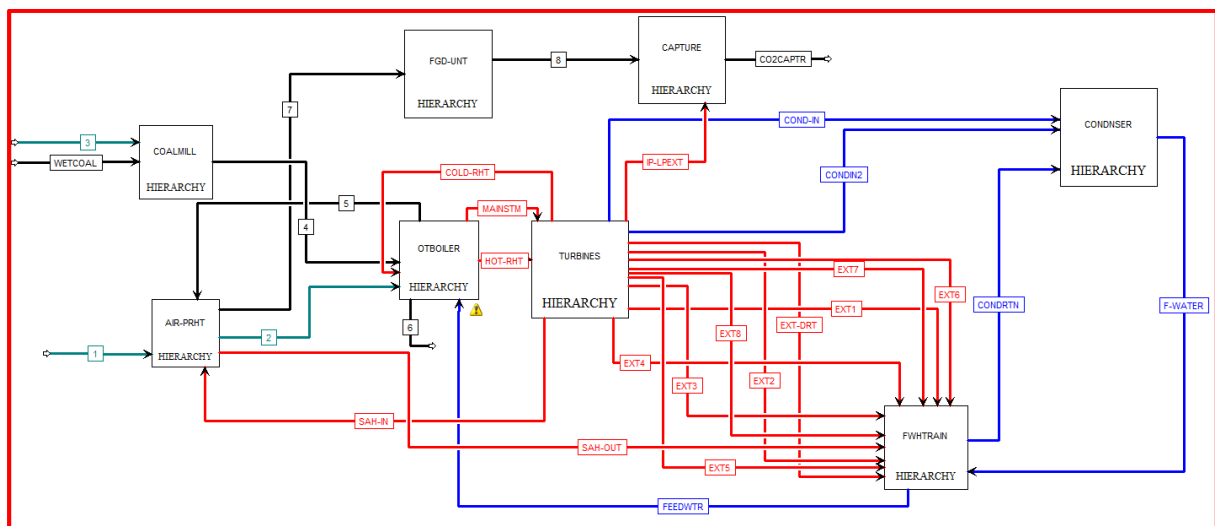 CAPTURE
HIERARCHY
FGD-UNT
HIERARCHY
8
CO2CAPTR
7
COND-IN
CONDNSER
HIERARCHY
3
WETCOAL
COALMILL
HIERARCHY
COLD-RHT
IP-LPEXT
CONDIN2
5
4
MAINSTM
OTBOILER
HIERARCHY
HOT-RHT
TURBINES
HIERARCHY
EXT7
EXT6
CONDRTN
F-WATER
AIR-PRHT
HIERARCHY
1
2
6
EXT1
EXT-DRT
EXT8
EXT4
EXT2
EXT3
SAH-IN
SAH-OUT
EXT5
FWHTRAIN
HIERARCHY
FEEDWTR